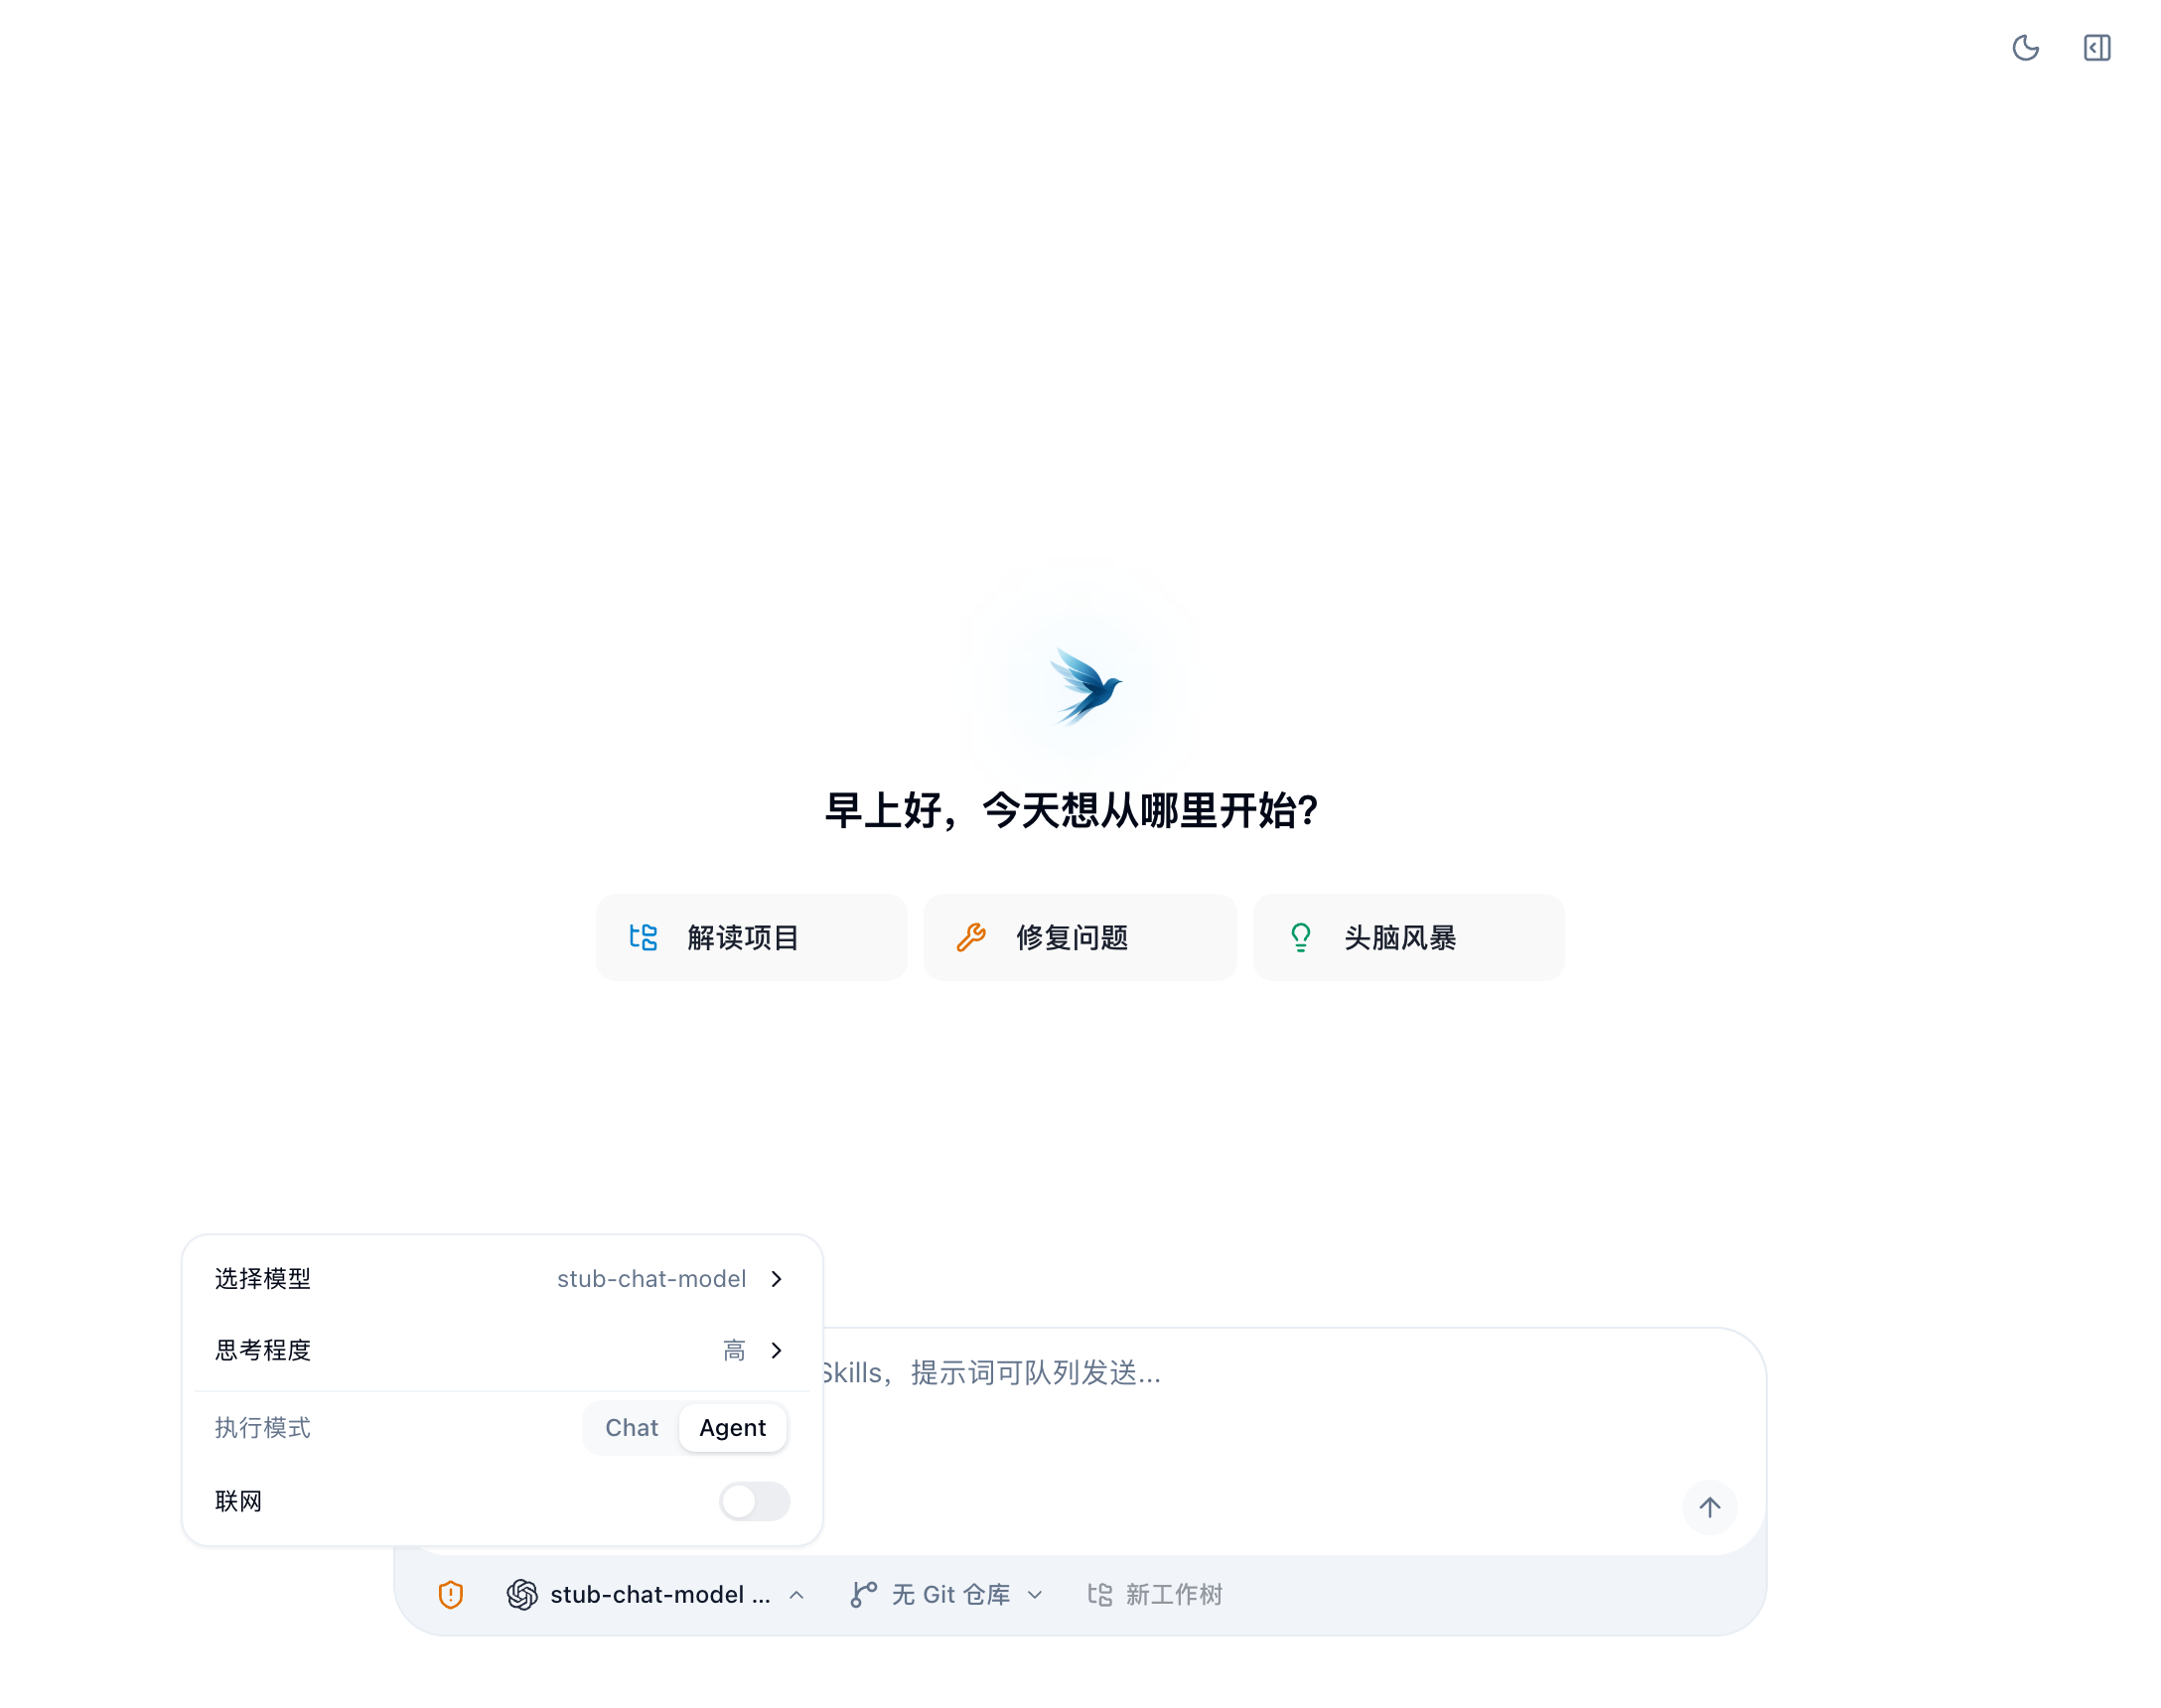 早上好，今天想从哪里开始？
解读项目
修复问题
头脑风暴
选择模型 stub-chat-model
思考程度 高
执行模式 Chat Agent
联网
Skills，提示词可队列发送...
stub-chat-model ... 无 Git 仓库 新工作树